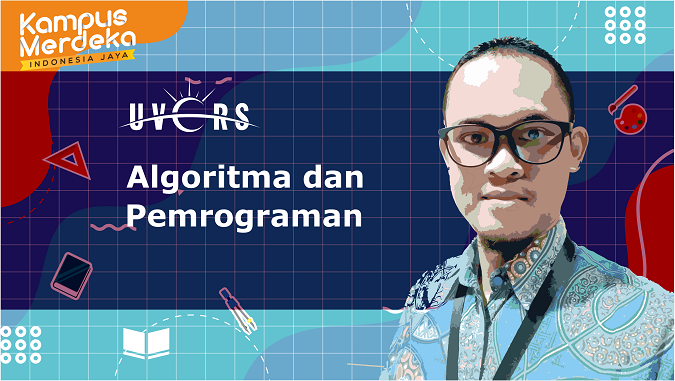 Kampus
Merdeka
INDONESIA JAYA
UVERS
Algoritma dan
Pemrograman